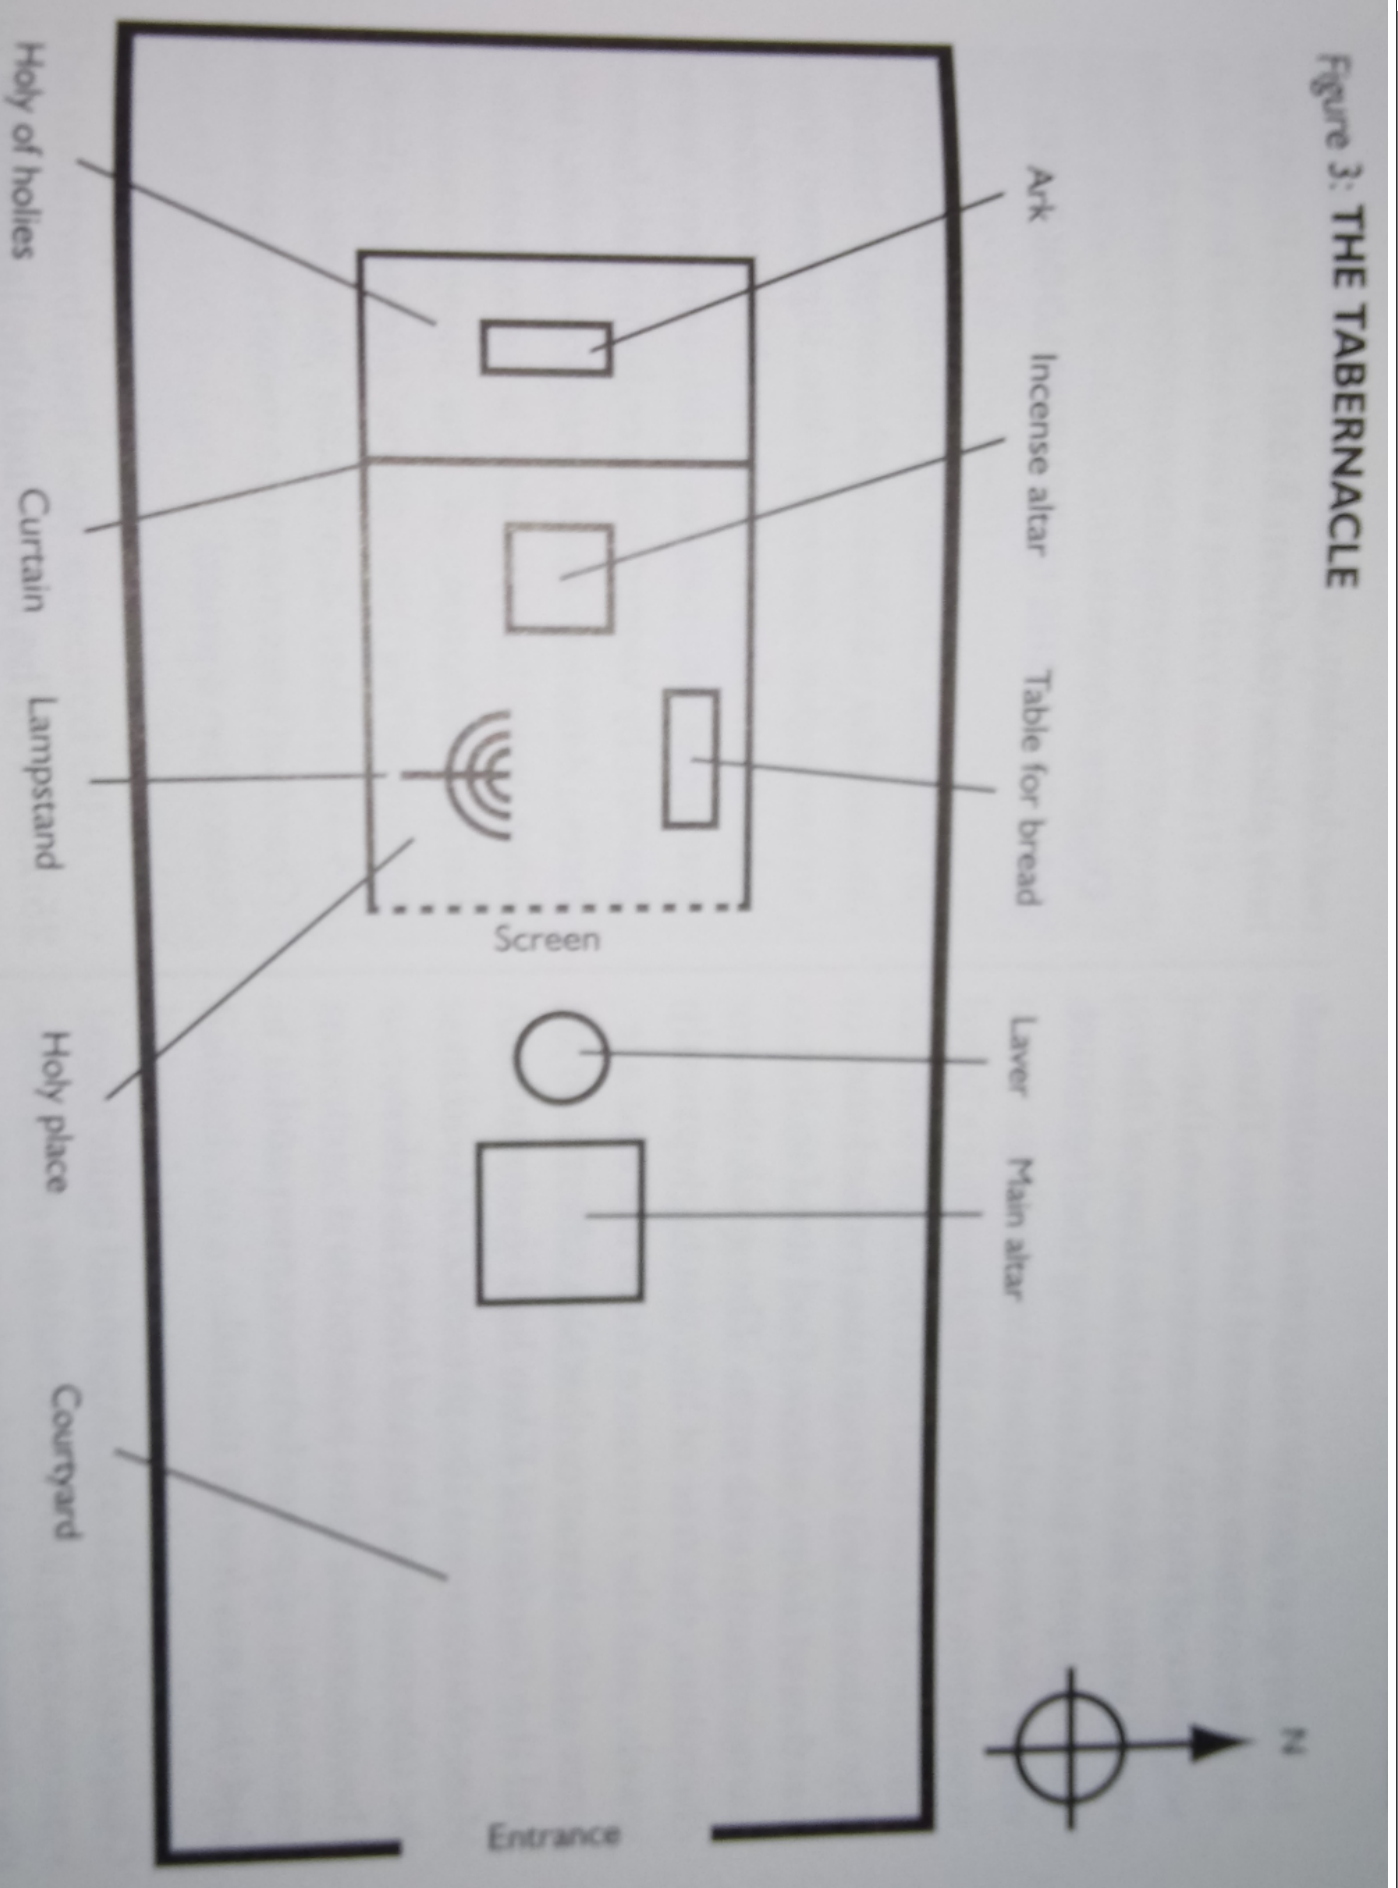 Figure 3: THE TABERNACLE
N
Ark
Incense altar
Table for bread
Laver
Main altar
Screen
Entrance
Holy of holies
Curtain
Lampstand
Holy place
Courtyard